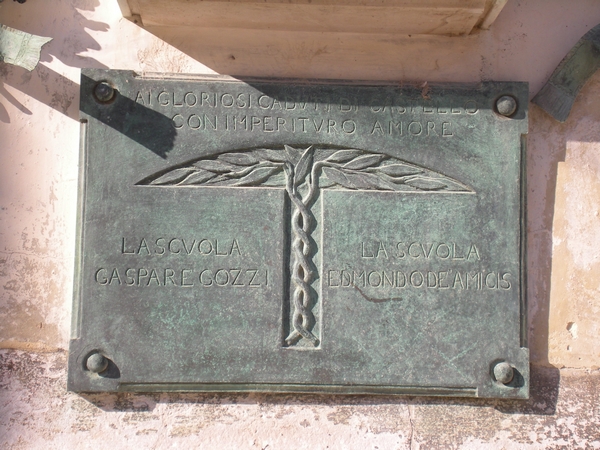 AI GLORIOSI CADVTI DI CASTELLO
CON IMPERITVRO AMORE
LA SCVOLA
GASPARE GOZZI
LA SCVOLA
EDMONDO DE AMICIS